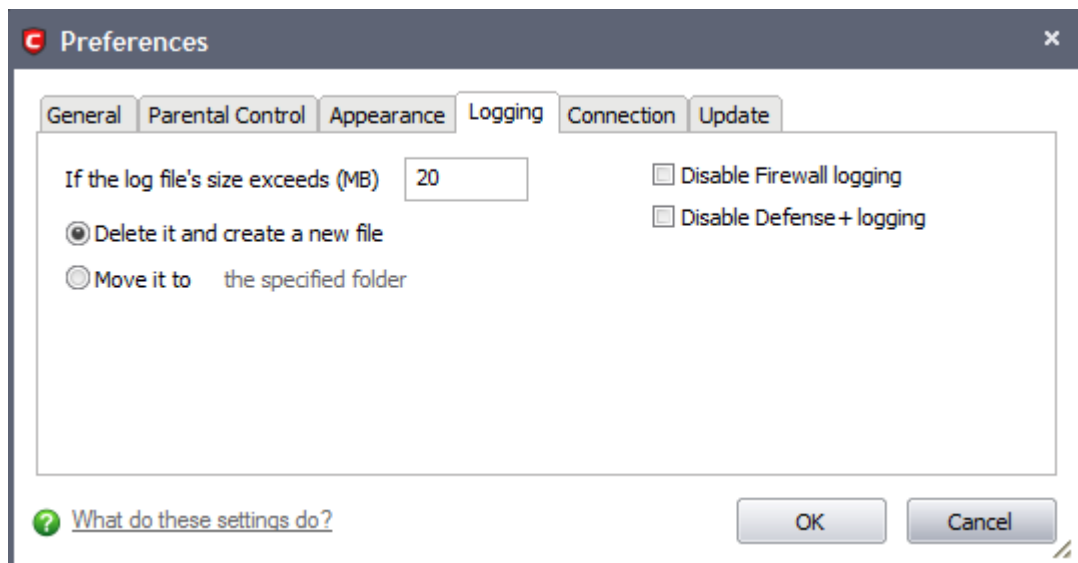 Preferences
General Parental Control Appearance Logging Connection Update
If the log file's size exceeds (MB) 20
Disable Firewall logging
Delete it and create a new file
Disable Defense+ logging
Move it to the specified folder
What do these settings do?
OK Cancel